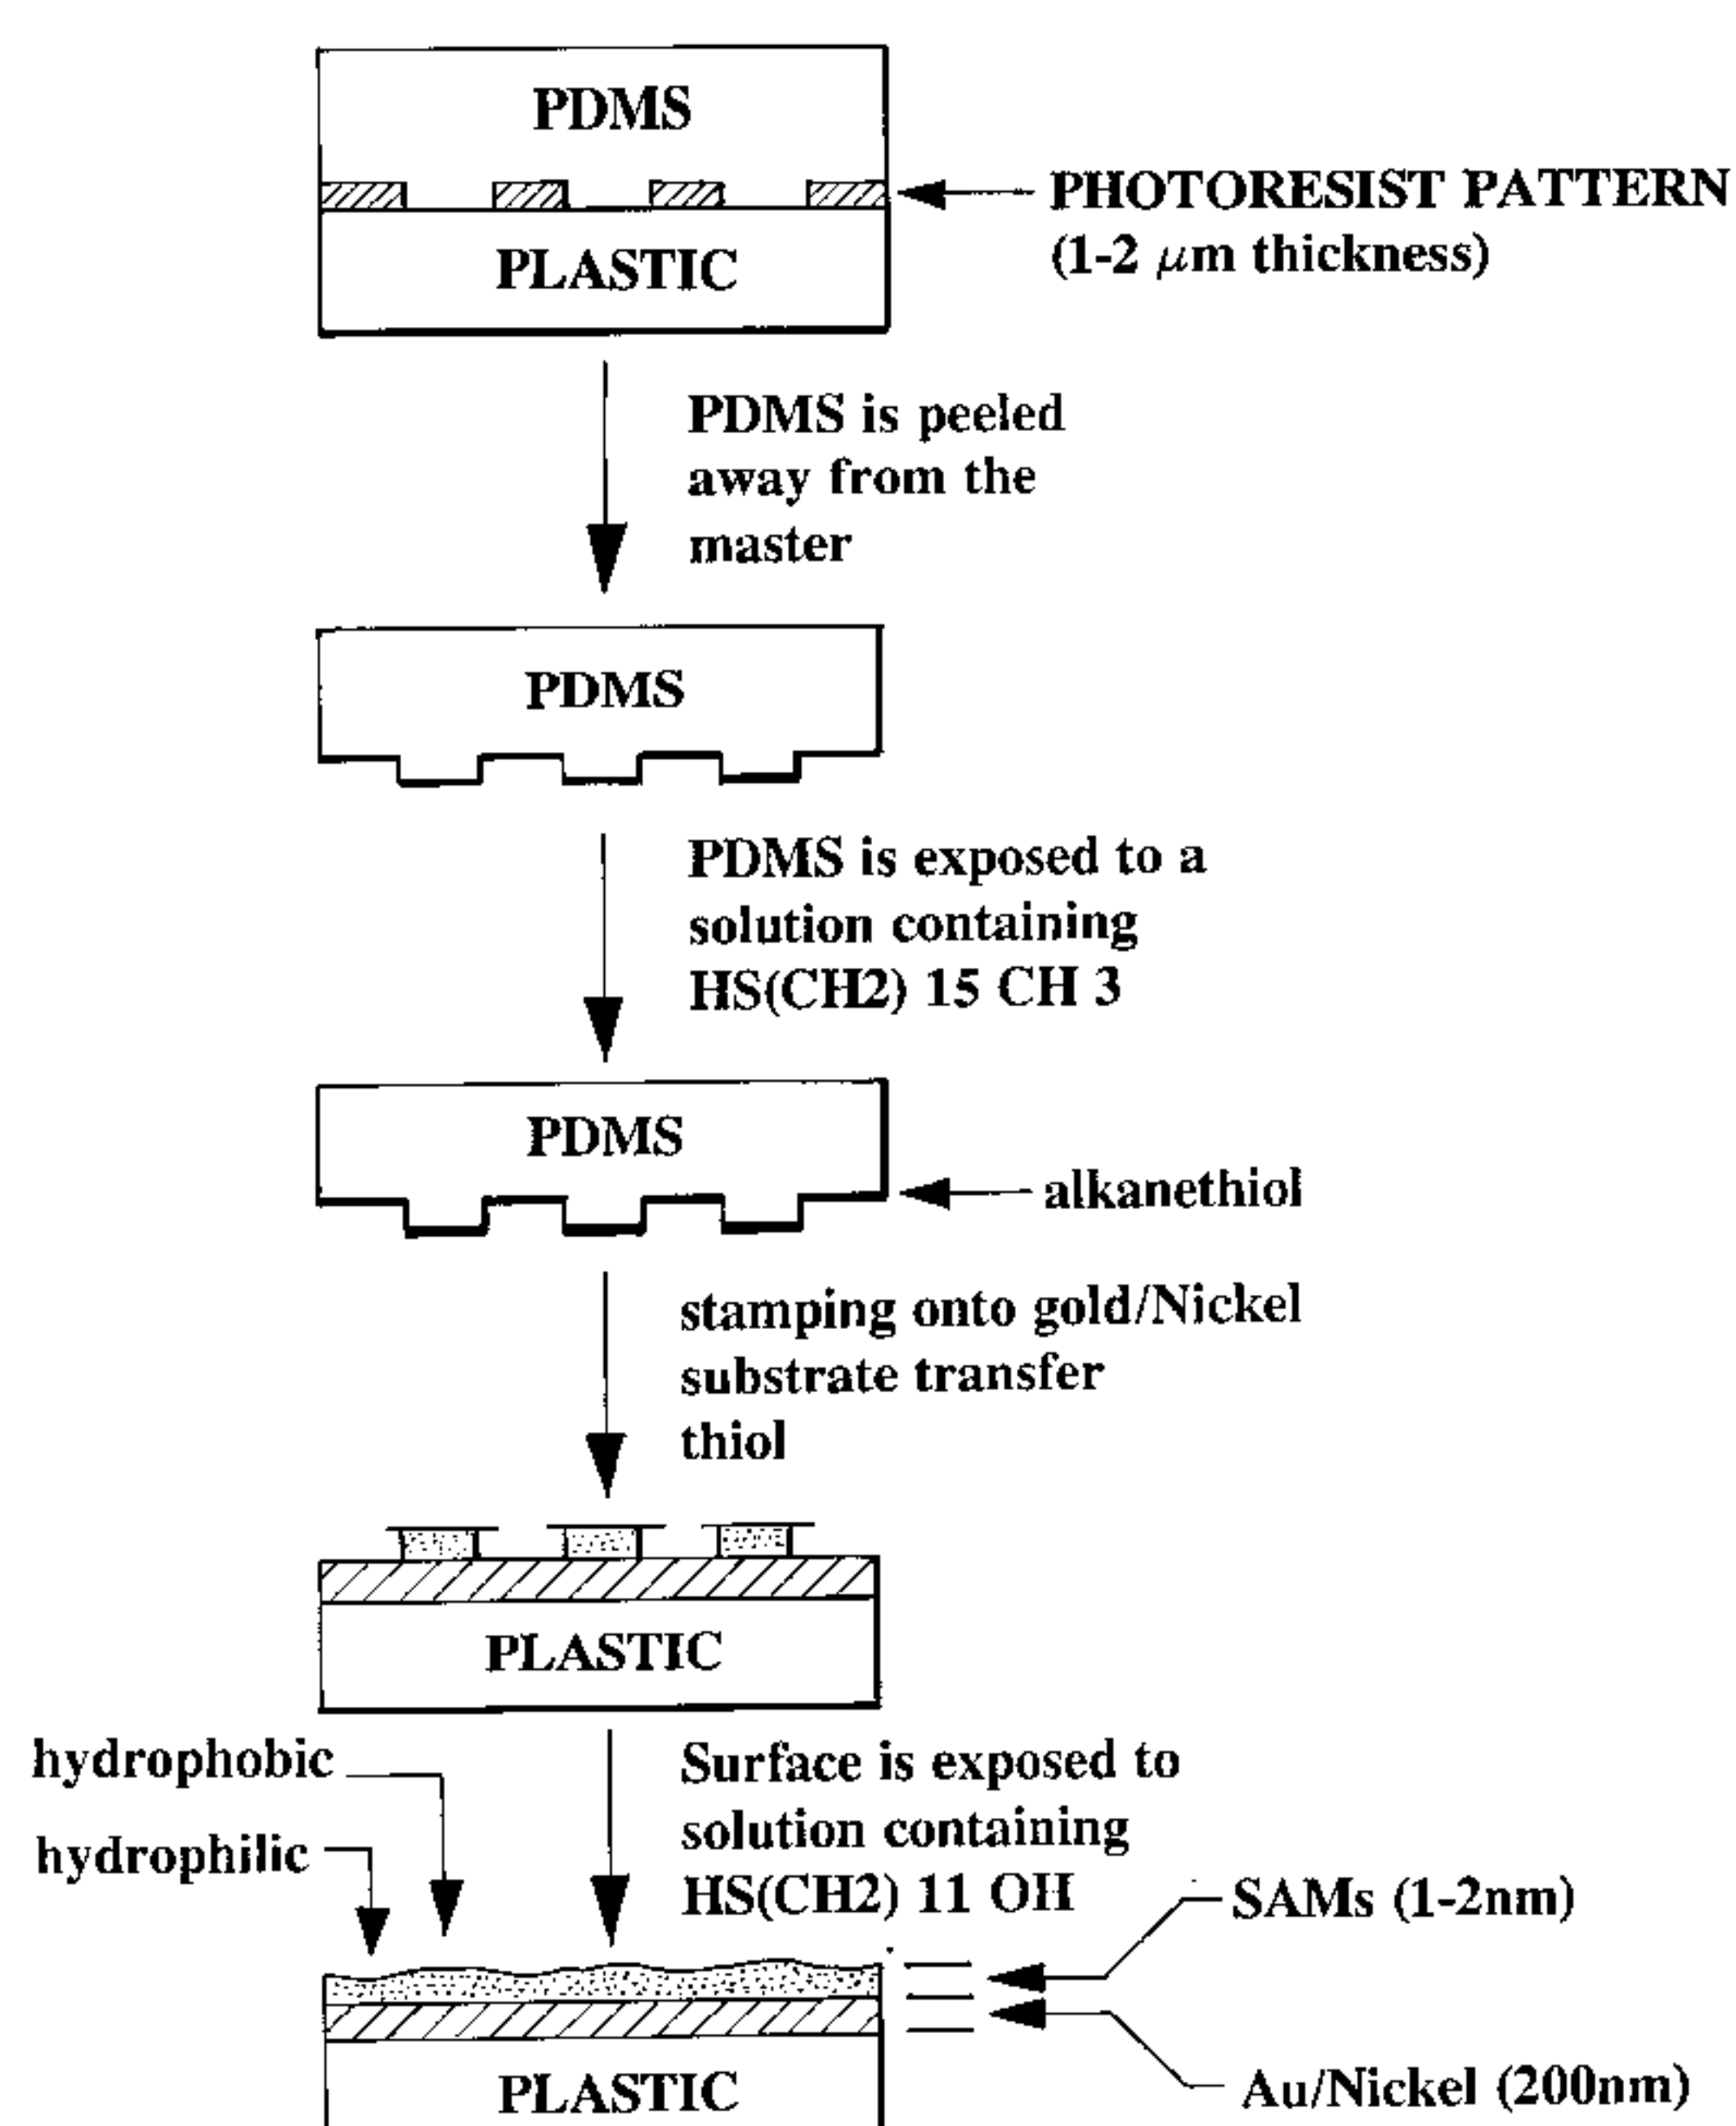 PDMS
PHOTORESIST PATTERN
(1-2 μm thickness)
PLASTIC
PDMS is peeled
away from the
master
PDMS
PDMS is exposed to a
solution containing
HS(CH2) 15 CH 3
PDMS
alkanethiol
stamping onto gold/Nickel
substrate transfer
thiol
PLASTIC
hydrophobic
hydrophilic
Surface is exposed to
solution containing
HS(CH2) 11 OH
SAMs (1-2nm)
Au/Nickel (200nm)
PLASTIC